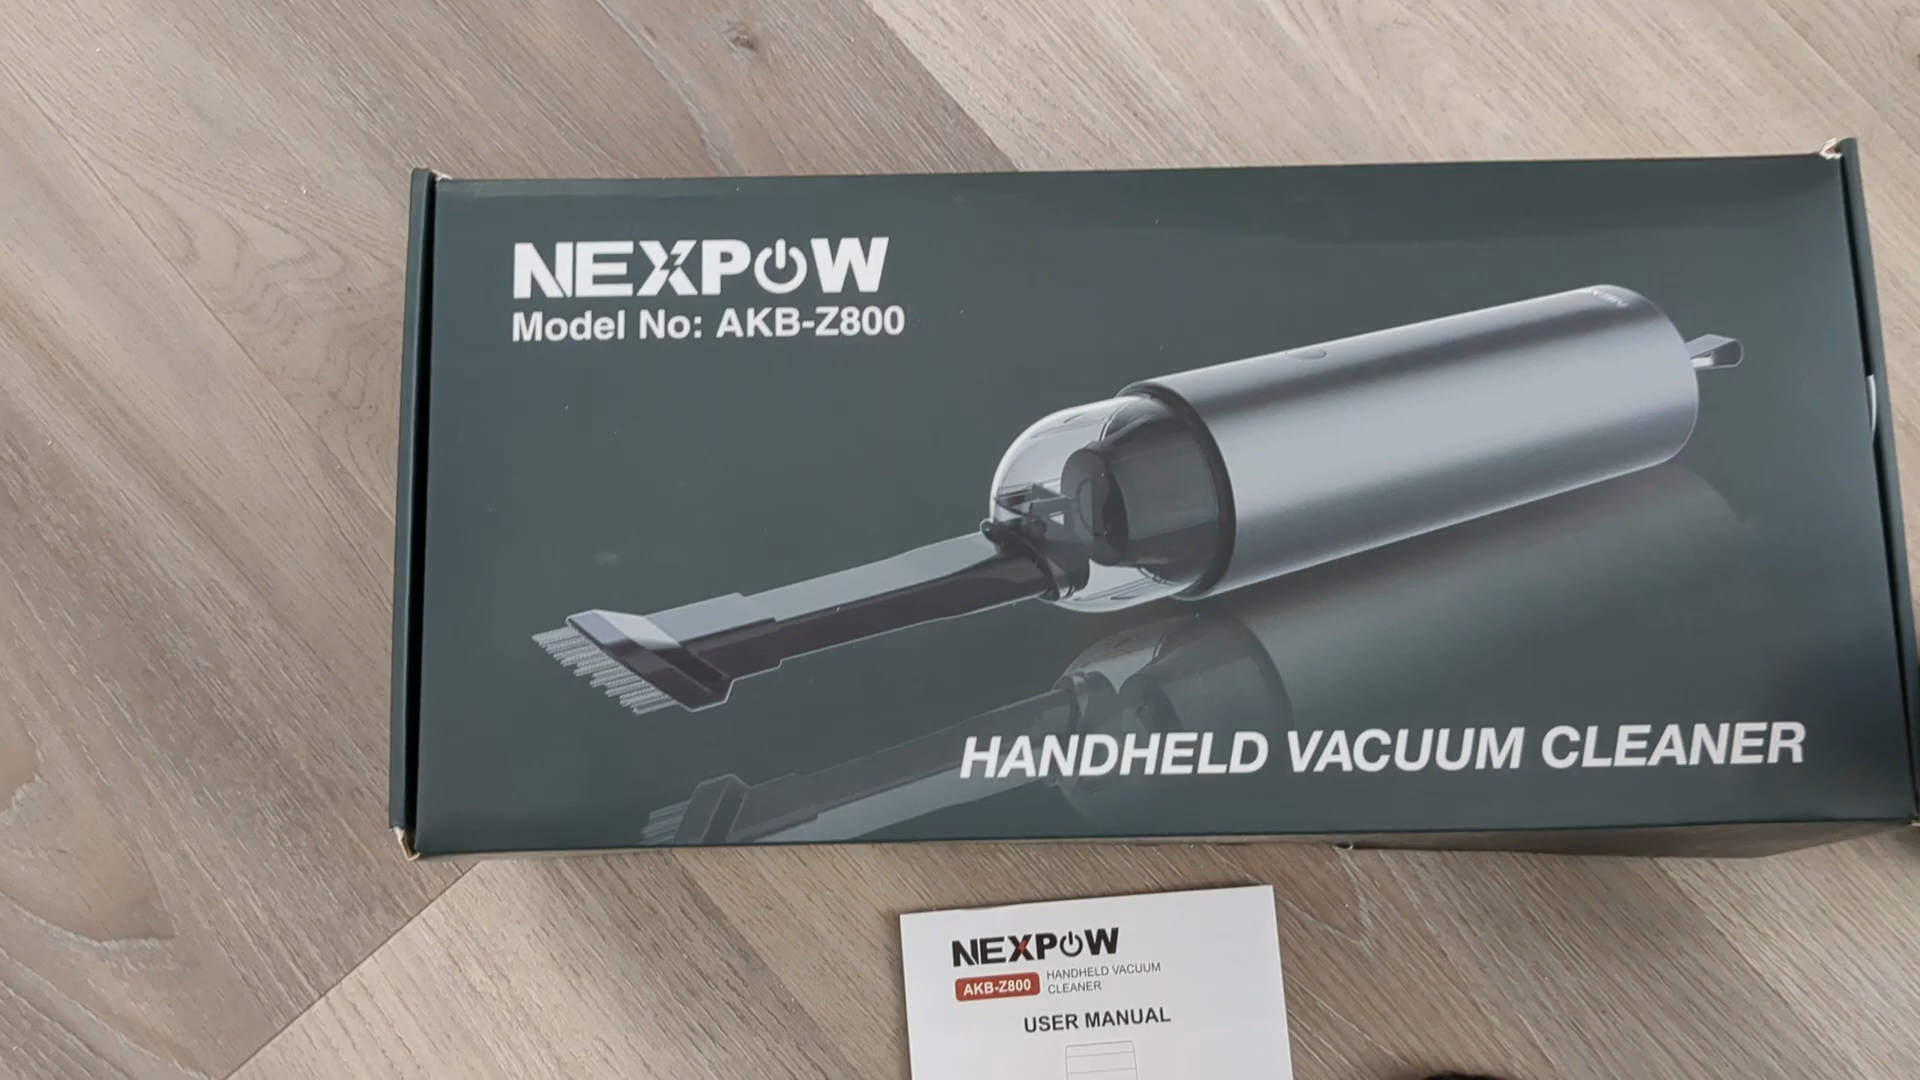 NEXPOW
Model No: AKB-Z800
HANDHELD VACUUM CLEANER
NEXPOW
AKB-Z800
HANDHELD VACUUM
CLEANER
USER MANUAL